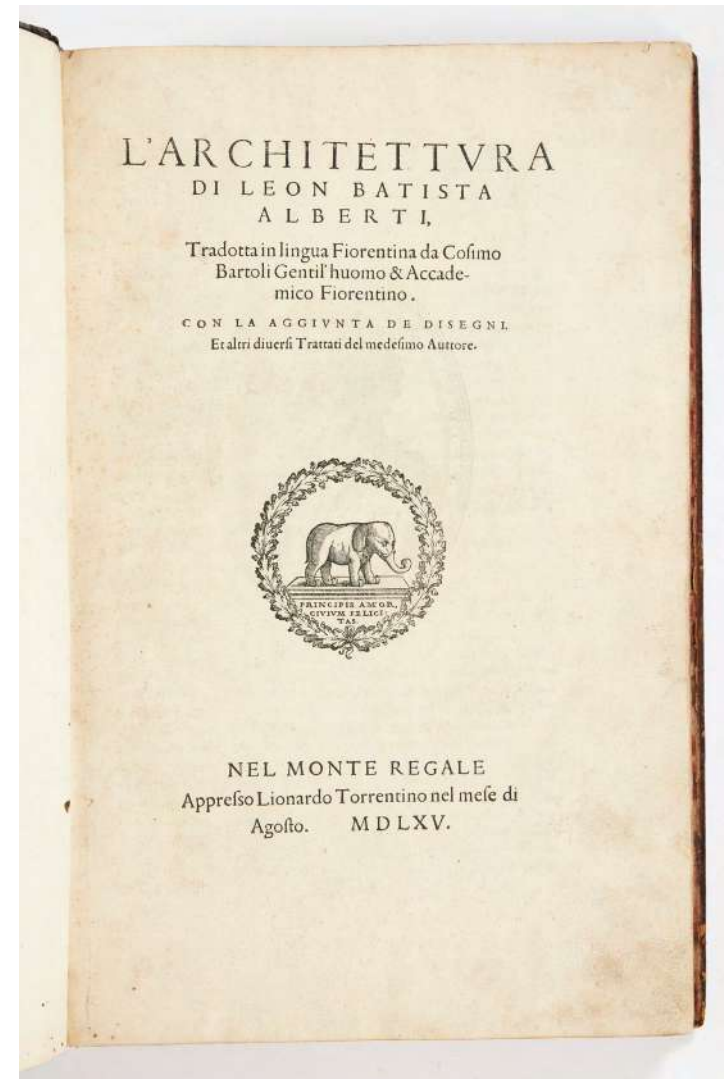 L'ARCHITETTVRA
DI LEON BATISTA
ALBERTI,
Tradotta in lingua Fiorentina da Coſimo
Bartoli Gentil'huomo & Accade-
mico Fiorentino.
CON LA AGGIVNTA DE DISEGNI.
Et altri diuerſi Trattati del medeſimo Auttore.
PRINCIPIS AMOR,
CIVIVM FELICI-
TAS.
NEL MONTE REGALE
Appreſſo Lionardo Torrentino nel meſe di
Agoſto. MDLXV.